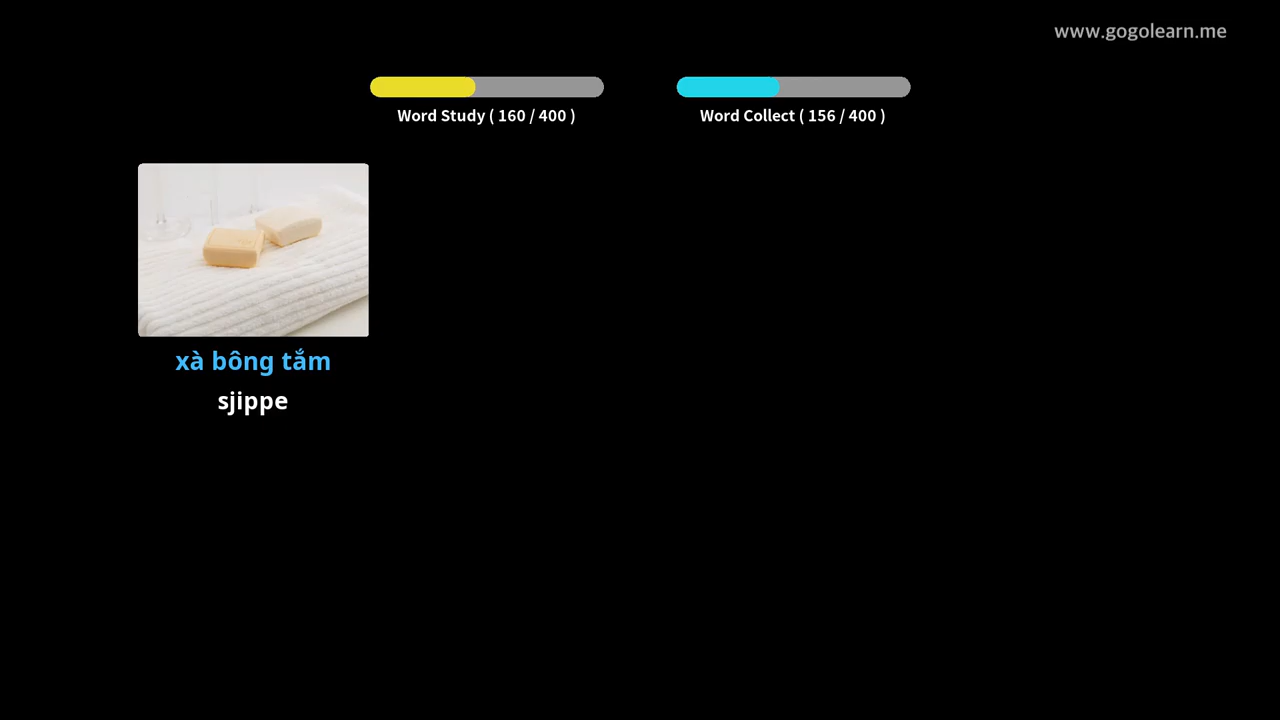 www.gogolearn.me
Word Study ( 160 / 400 )
Word Collect ( 156 / 400 )
xà bông tắm
sjippe